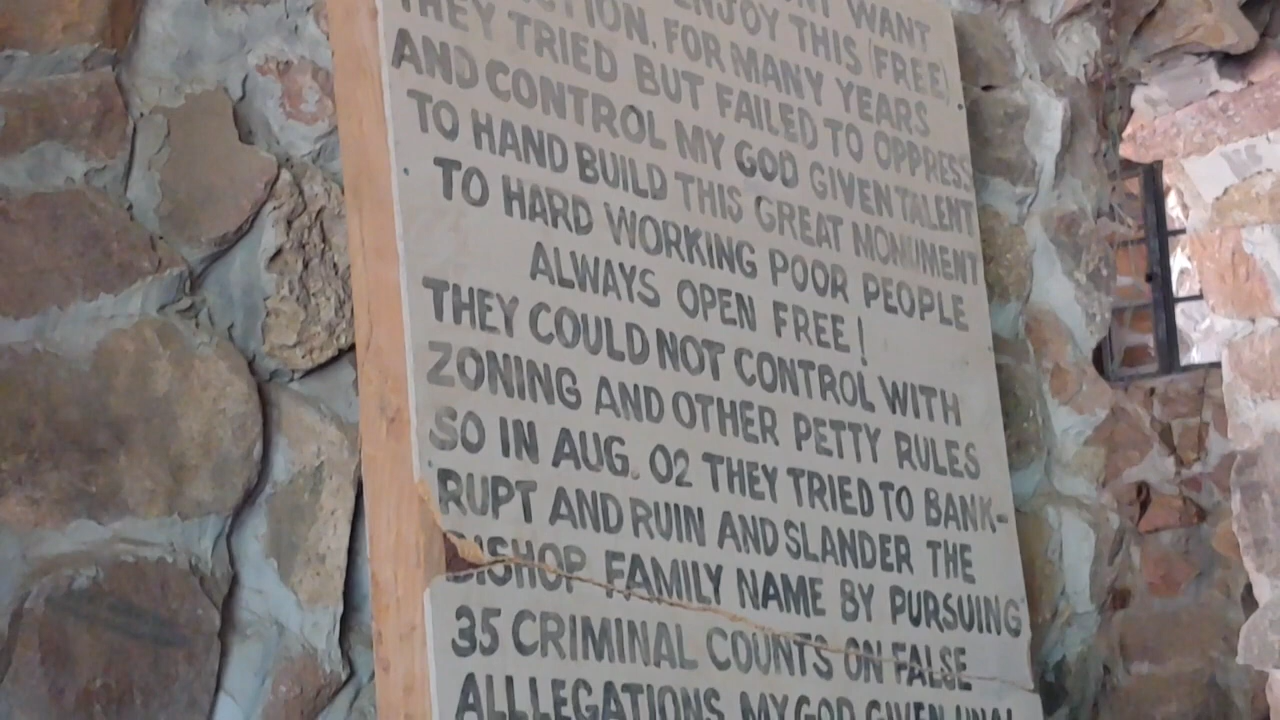 WANT
ENJOY THIS (FREE)
TION. FOR MANY YEARS
THEY TRIED BUT FAILED TO OPPRESS
AND CONTROL MY GOD GIVEN TALENT
TO HAND BUILD THIS GREAT MONUMENT
TO HARD WORKING POOR PEOPLE
ALWAYS OPEN FREE!
THEY COULD NOT CONTROL WITH
ZONING AND OTHER PETTY RULES
SO IN AUG. 02 THEY TRIED TO BANK-
RUPT AND RUIN AND SLANDER THE
BISHOP FAMILY NAME BY PURSUING
35 CRIMINAL COUNTS ON FALSE
ALLLEGATIONS. MY GOD GIVEN